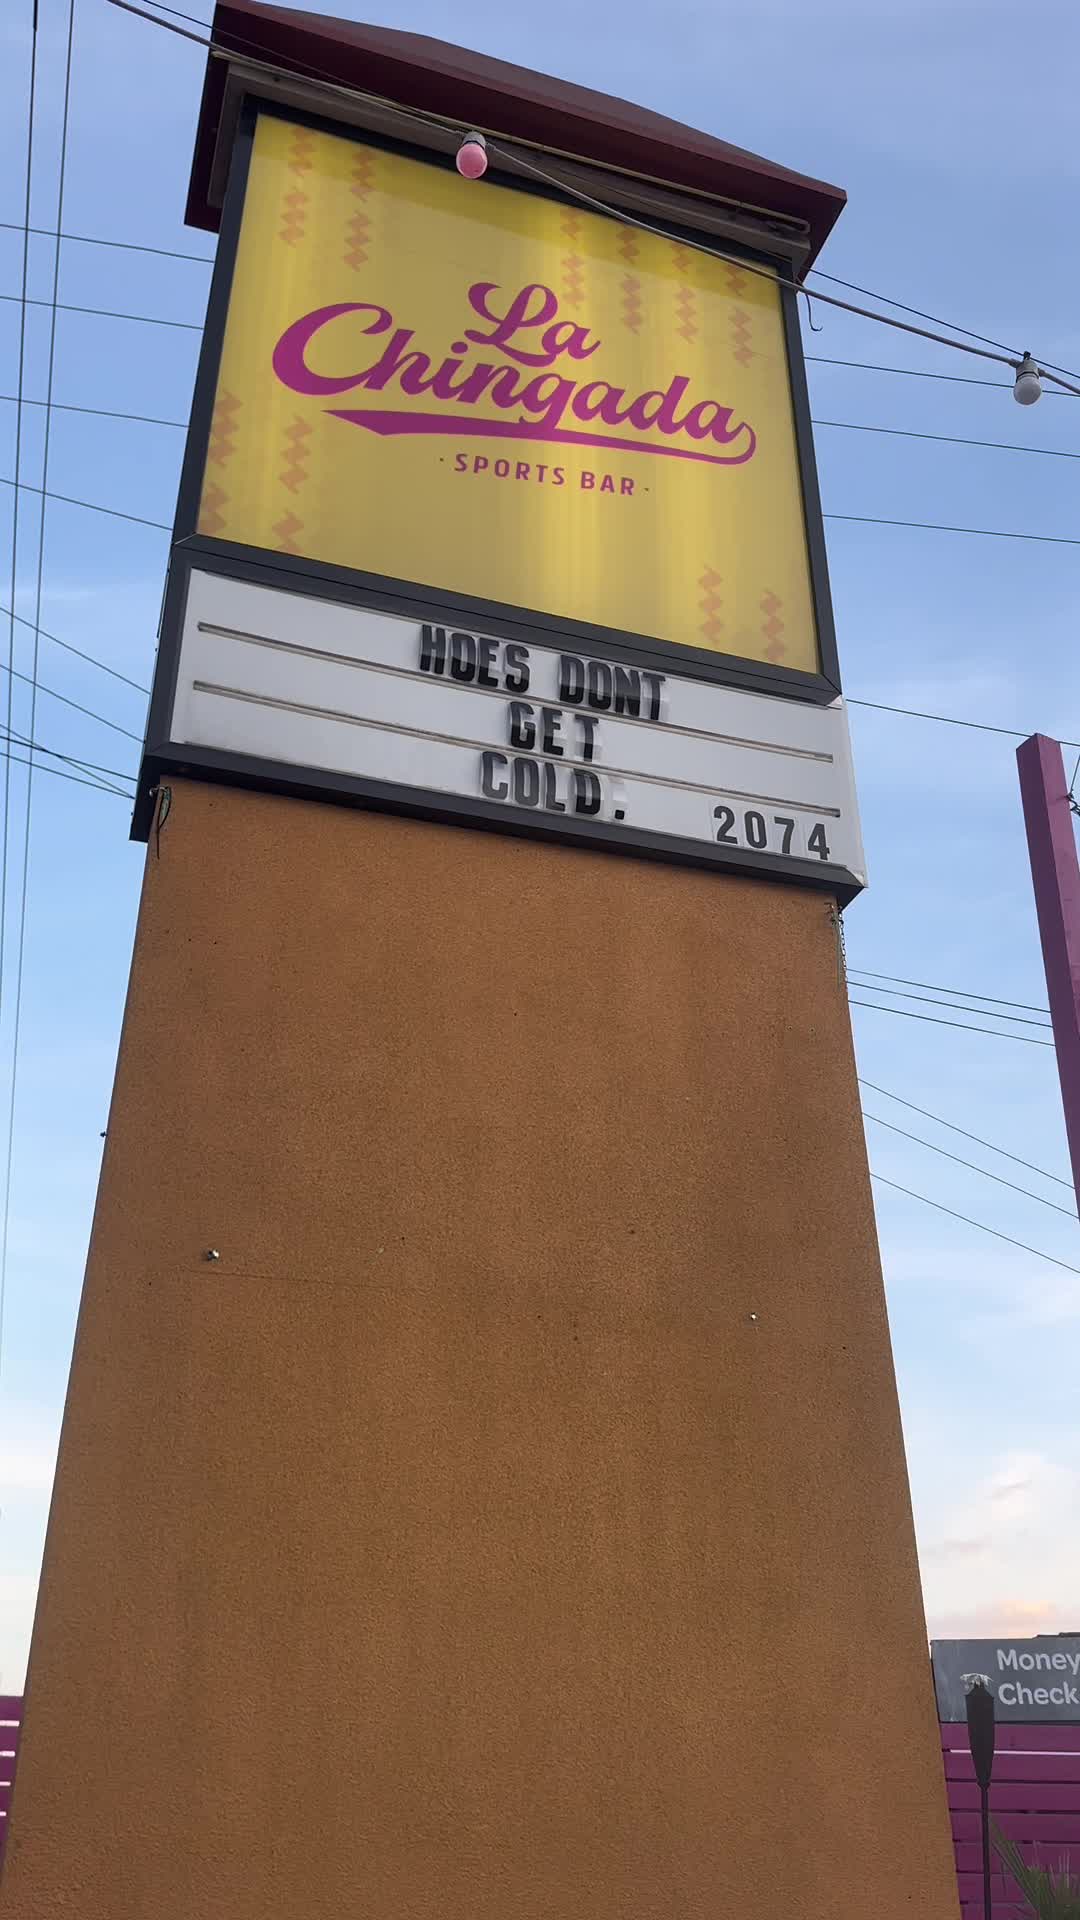 La
Chingada
· SPORTS BAR ·
HOES DONT
GET
COLD.
2074
Money
Check